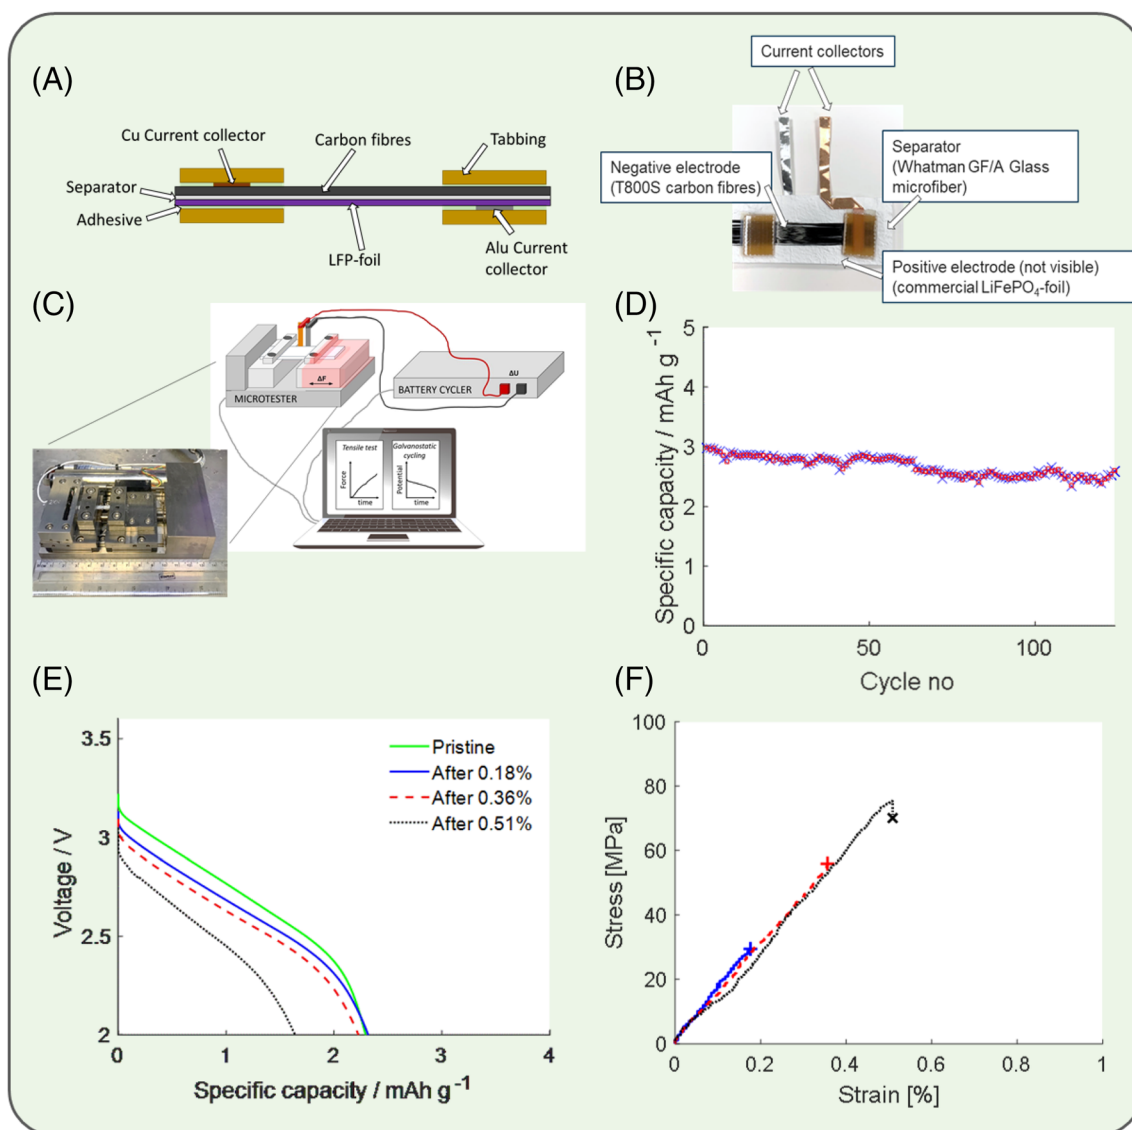 (A)
Cu Current collector
Carbon fibres
Tabbing
Separator
Adhesive
LFP-foil
Alu Current
collector
(B)
Current collectors
Negative electrode
(T800S carbon fibres)
Separator
(Whatman GF/A Glass
microfiber)
Positive electrode (not visible)
(commercial LiFePO4-foil)
(C)
ΔF
MICROTESTER
ΔU
BATTERY CYCLER
Tensile test
Force
time
Galvanostatic
cycling
Potential
time
(D)
Specific capacity / mAh g-1
5
4
3
2
1
0
0 50 100
Cycle no
(E)
Voltage / V
3.5
3
2.5
2
0 1 2 3 4
Specific capacity / mAh g-1
Pristine
After 0.18%
After 0.36%
After 0.51%
(F)
Stress [MPa]
100
80
60
40
20
0
0 0.2 0.4 0.6 0.8 1
Strain [%]